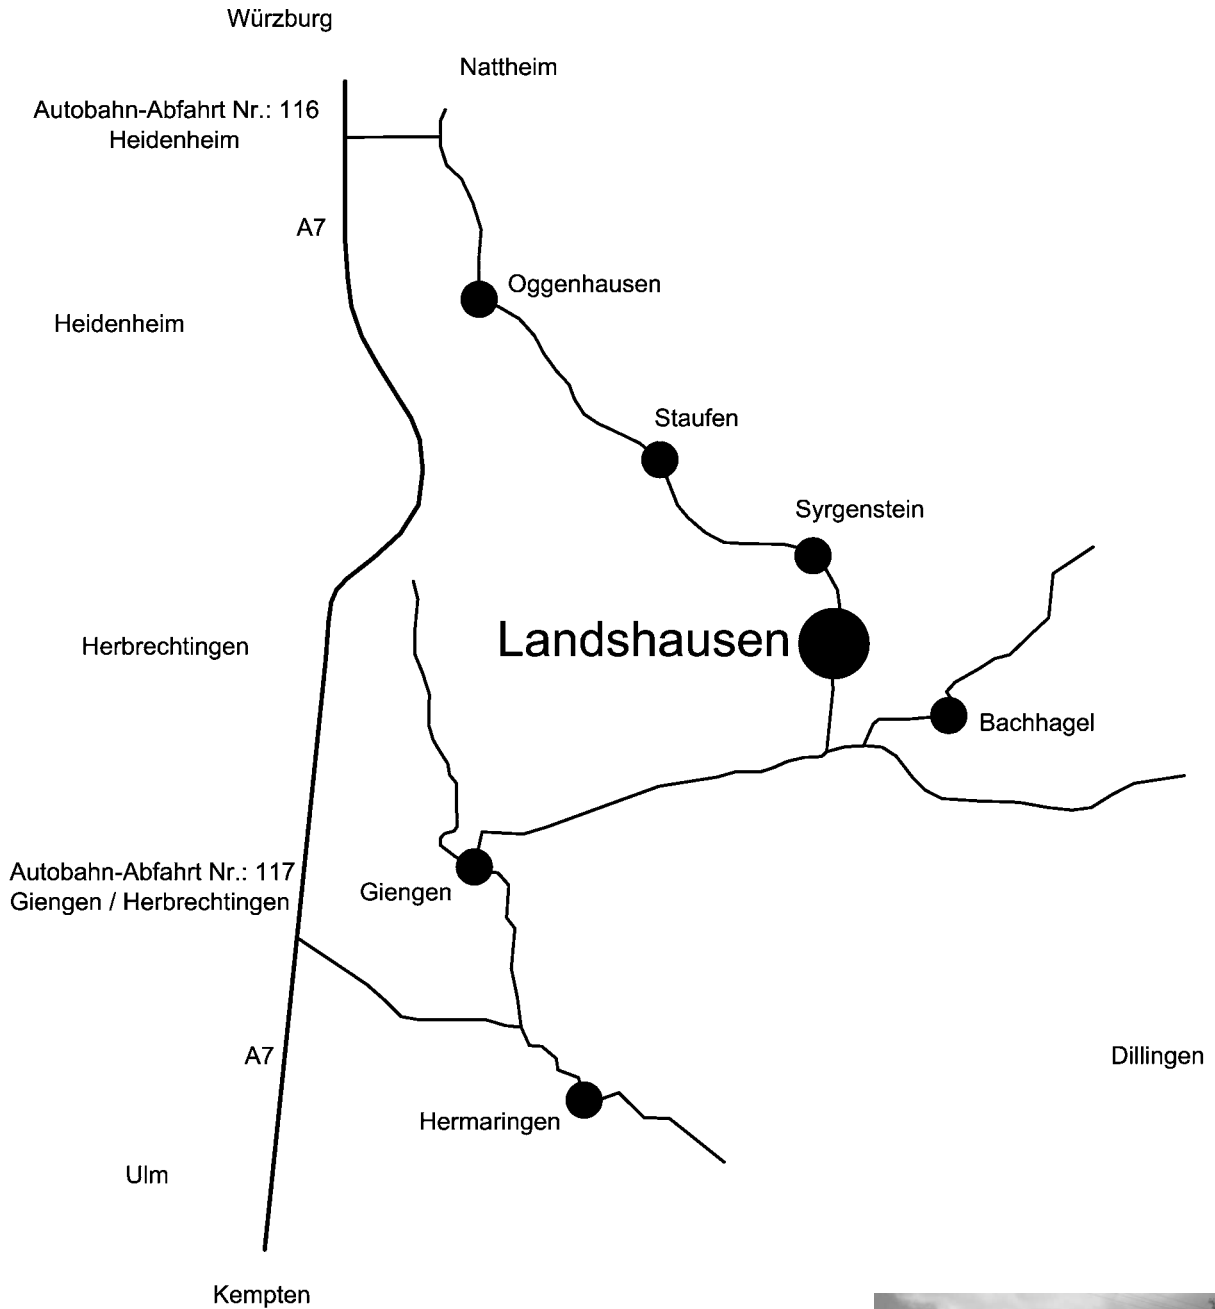 Würzburg
Nattheim
Autobahn-Abfahrt Nr.: 116
Heidenheim
A7
Oggenhausen
Heidenheim
Staufen
Syrgenstein
Landshausen
Herbrechtingen
Bachhagel
Autobahn-Abfahrt Nr.: 117
Giengen / Herbrechtingen
Giengen
A7
Dillingen
Hermaringen
Ulm
Kempten